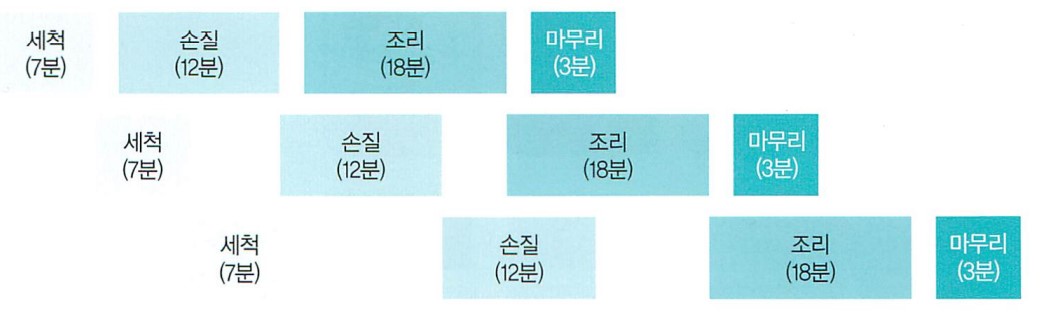 세척
(7분)
손질
(12분)
조리
(18분)
마무리
(3분)
세척
(7분)
손질
(12분)
조리
(18분)
마무리
(3분)
세척
(7분)
손질
(12분)
조리
(18분)
마무리
(3분)